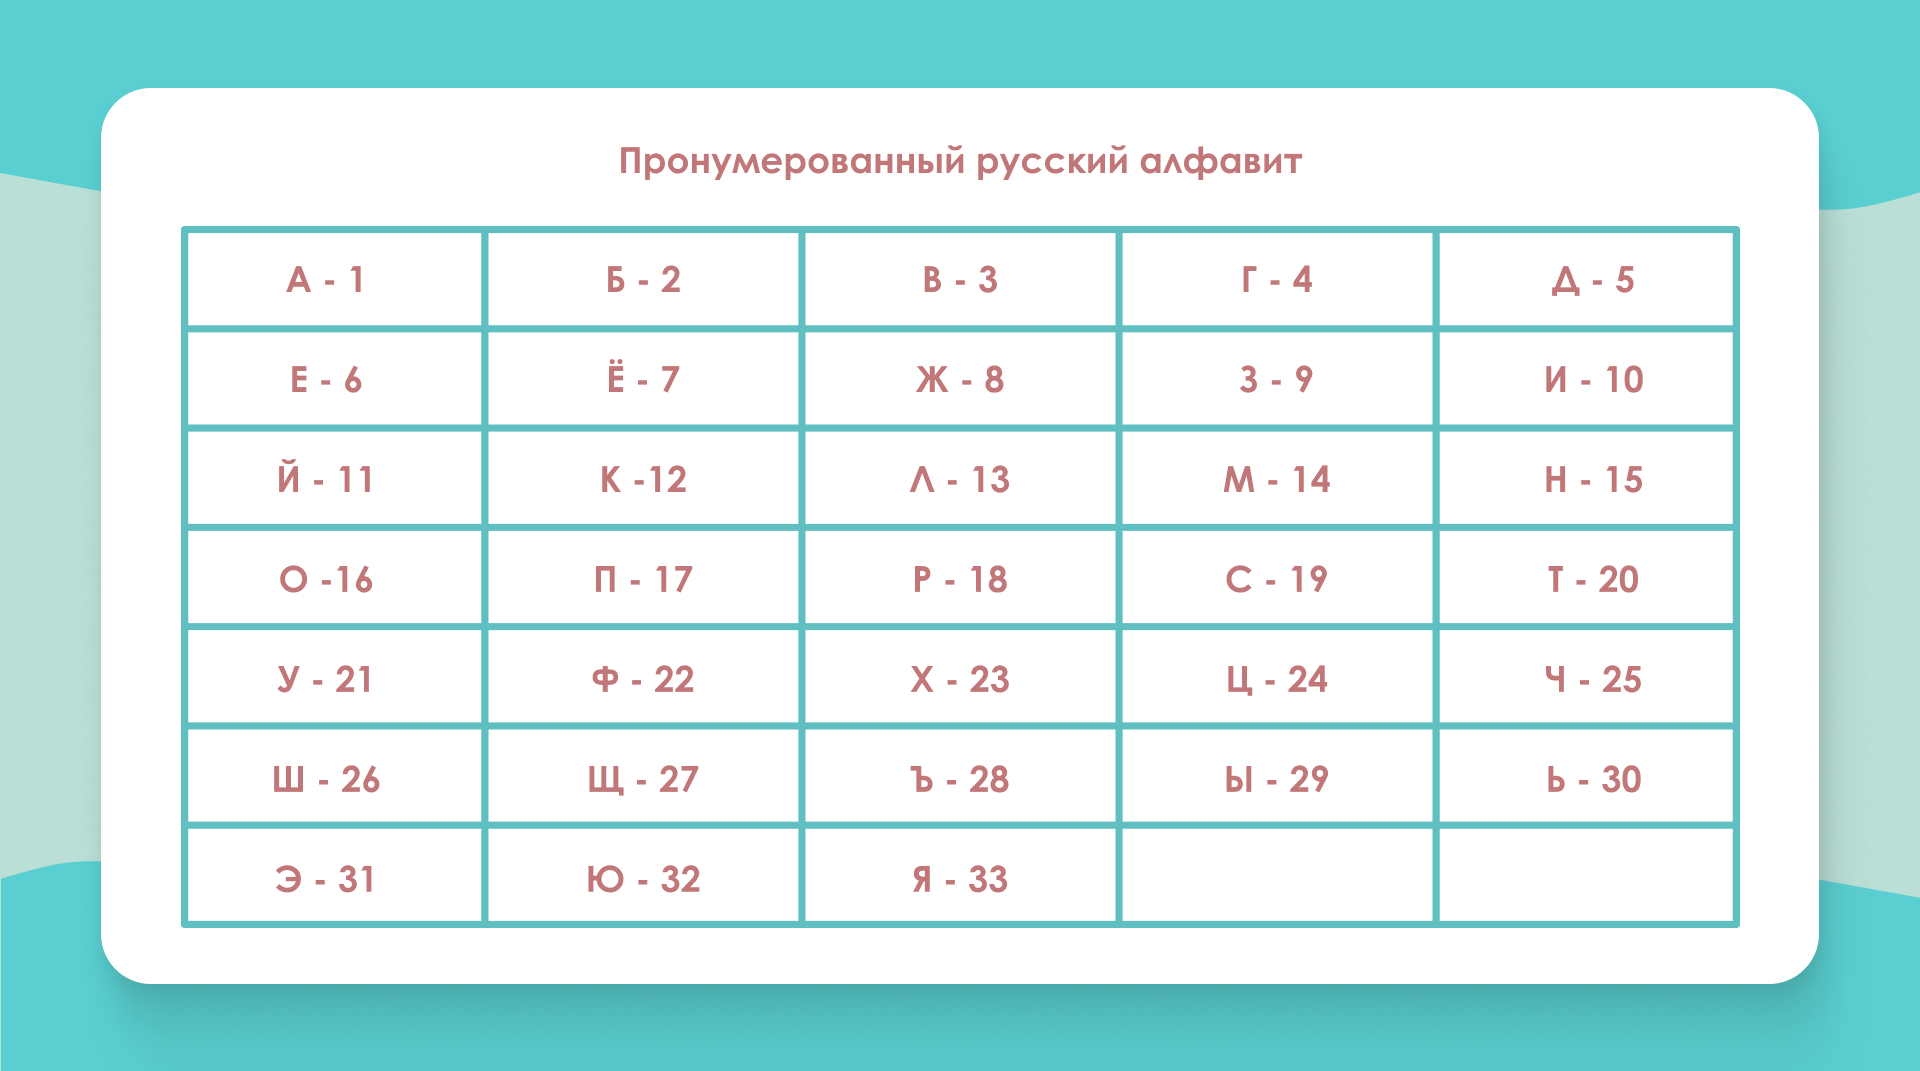 Пронумерованный русский алфавит
А - 1 Б - 2 В - 3 Г - 4 Д - 5
Е - 6 Ё - 7 Ж - 8 З - 9 И - 10
Й - 11 К -12 Л - 13 М - 14 Н - 15
О -16 П - 17 Р - 18 С - 19 Т - 20
У - 21 Ф - 22 Х - 23 Ц - 24 Ч - 25
Ш - 26 Щ - 27 Ъ - 28 Ы - 29 Ь - 30
Э - 31 Ю - 32 Я - 33